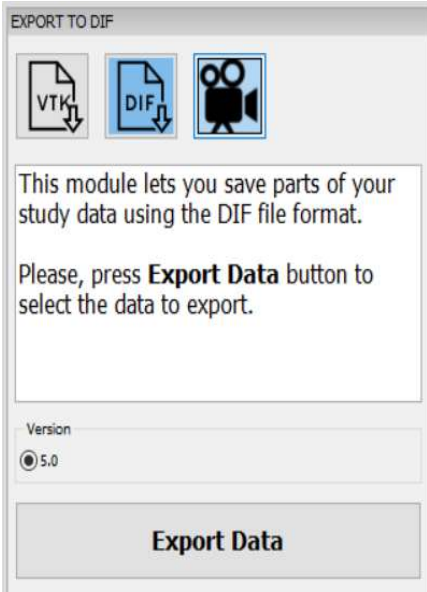 EXPORT TO DIF
VTK
DIF
This module lets you save parts of your
study data using the DIF file format.
Please, press Export Data button to
select the data to export.
Version
5.0
Export Data